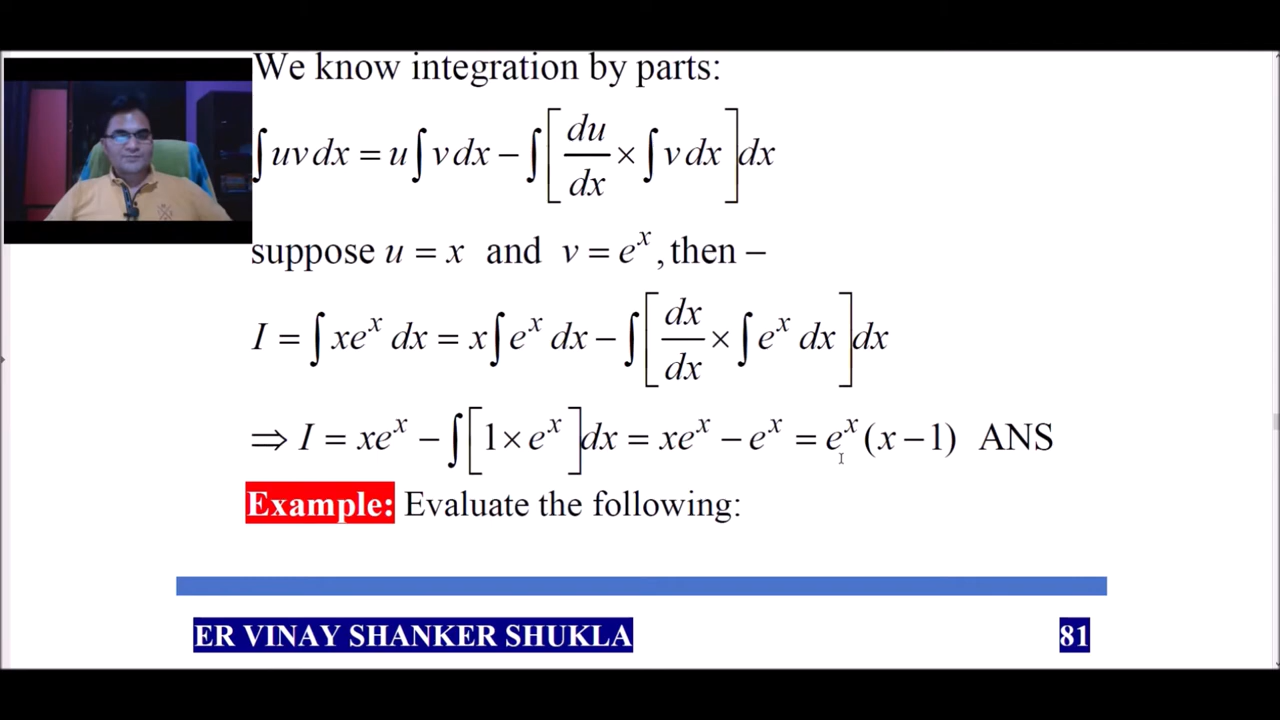 We know integration by parts:
∫uv dx = u∫v dx − ∫[du/dx × ∫v dx]dx
suppose u = x and v = e^x, then −
I = ∫xe^x dx = x∫e^x dx − ∫[dx/dx × ∫e^x dx]dx
⇒ I = xe^x − ∫[1 × e^x]dx = xe^x − e^x = e^x(x − 1) ANS
Example: Evaluate the following:
ER VINAY SHANKER SHUKLA 81